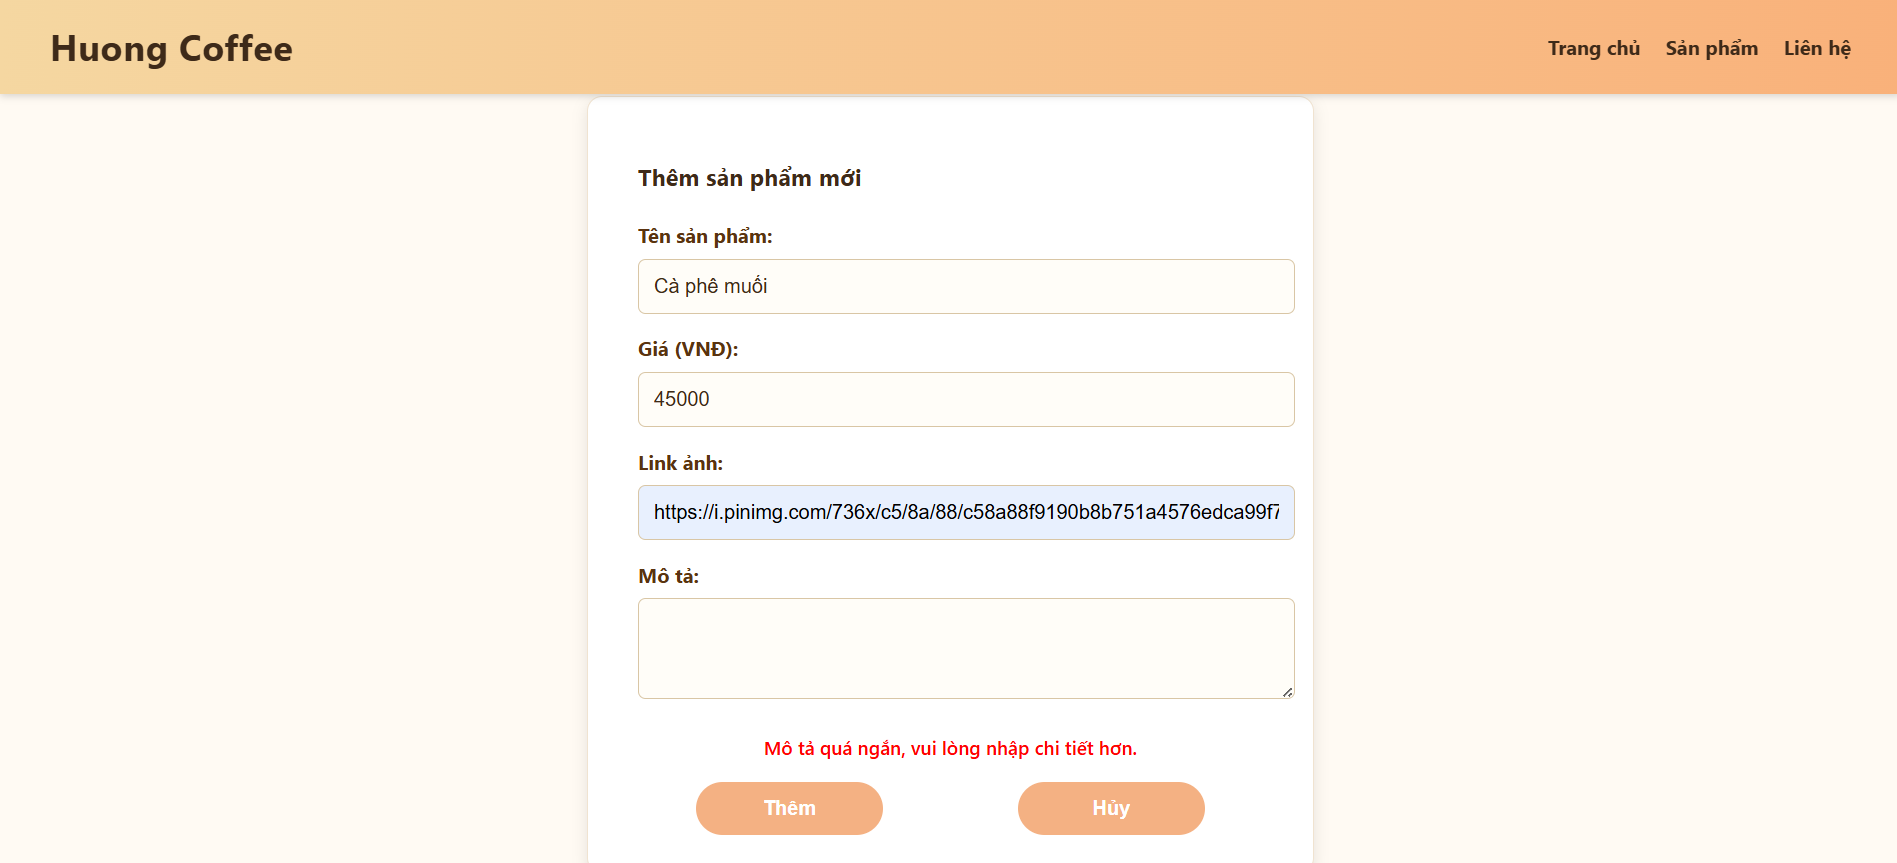 Huong Coffee
Trang chủ Sản phẩm Liên hệ
Thêm sản phẩm mới
Tên sản phẩm:
Cà phê muối
Giá (VNĐ):
45000
Link ảnh:
https://i.pinimg.com/736x/c5/8a/88/c58a88f9190b8b751a4576edca99f7
Mô tả:
Mô tả quá ngắn, vui lòng nhập chi tiết hơn.
Thêm Hủy